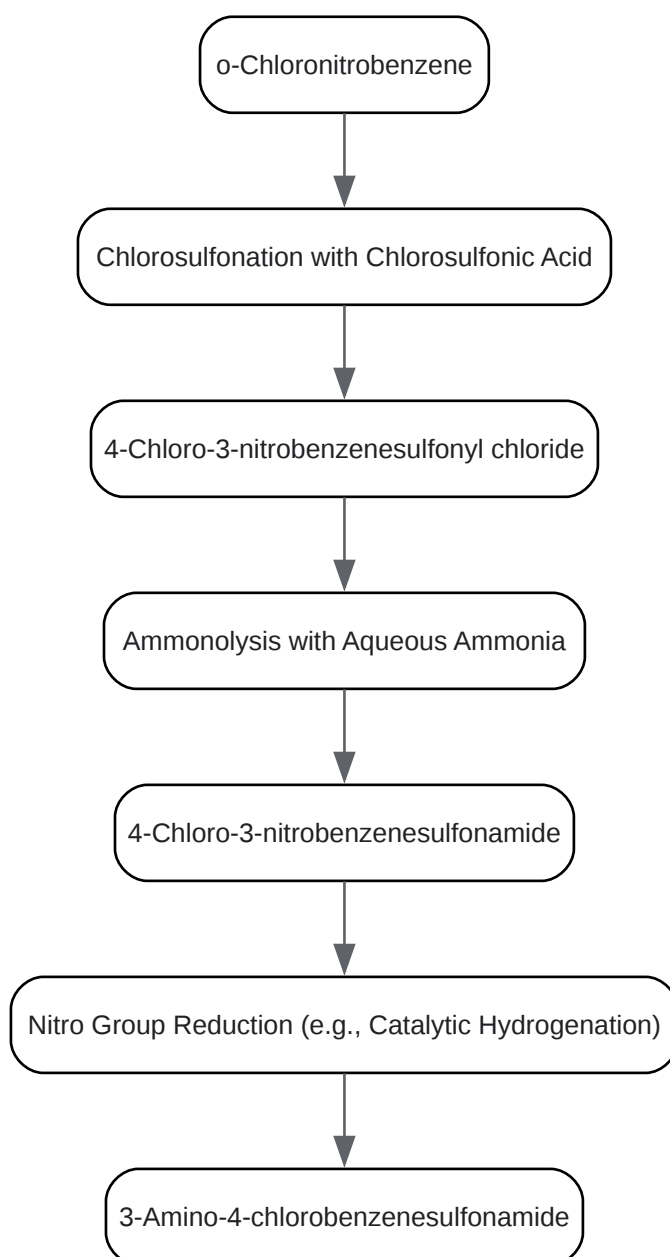 o-Chloronitrobenzene
Chlorosulfonation with Chlorosulfonic Acid
4-Chloro-3-nitrobenzenesulfonyl chloride
Ammonolysis with Aqueous Ammonia
4-Chloro-3-nitrobenzenesulfonamide
Nitro Group Reduction (e.g., Catalytic Hydrogenation)
3-Amino-4-chlorobenzenesulfonamide